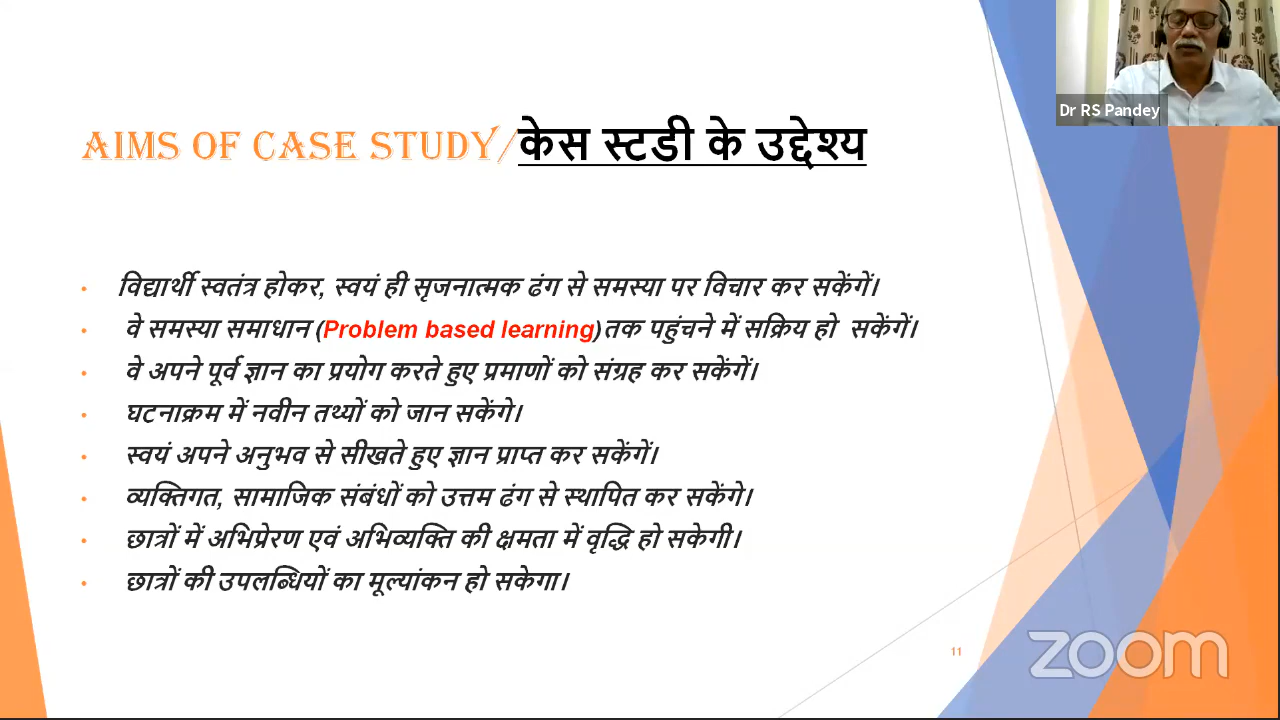 Dr RS Pandey
AIMS OF CASE STUDY/केस स्टडी के उद्देश्य
• विद्यार्थी स्वतंत्र होकर, स्वयं ही सृजनात्मक ढंग से समस्या पर विचार कर सकेंगें।
• वे समस्या समाधान (Problem based learning)तक पहुंचने में सक्रिय हो सकेंगें।
• वे अपने पूर्व ज्ञान का प्रयोग करते हुए प्रमाणों को संग्रह कर सकेंगें।
• घटनाक्रम में नवीन तथ्यों को जान सकेंगे।
• स्वयं अपने अनुभव से सीखते हुए ज्ञान प्राप्त कर सकेंगें।
• व्यक्तिगत, सामाजिक संबंधों को उत्तम ढंग से स्थापित कर सकेंगे।
• छात्रों में अभिप्रेरण एवं अभिव्यक्ति की क्षमता में वृद्धि हो सकेगी।
• छात्रों की उपलब्धियों का मूल्यांकन हो सकेगा।
11
zoom